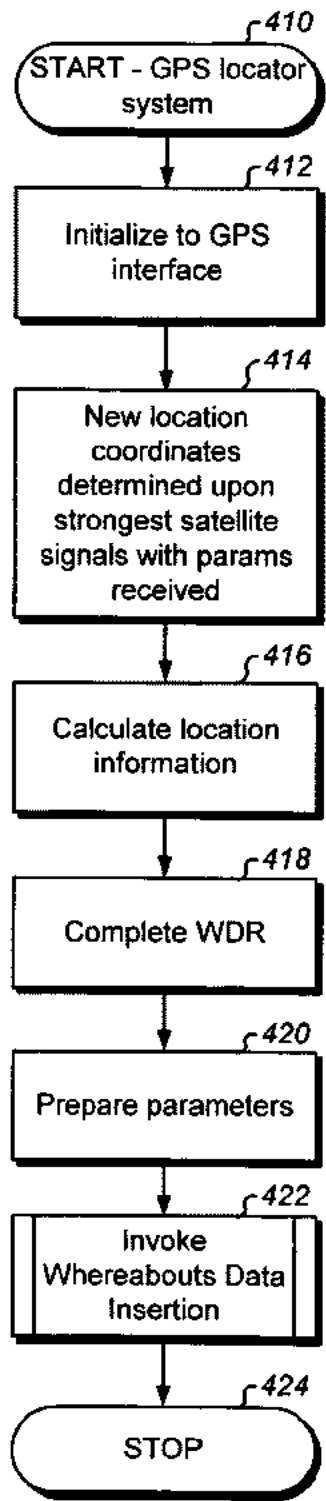 410
START - GPS locator
system
412
Initialize to GPS
interface
414
New location
coordinates
determined upon
strongest satellite
signals with params
received
416
Calculate location
information
418
Complete WDR
420
Prepare parameters
422
Invoke
Whereabouts Data
Insertion
424
STOP